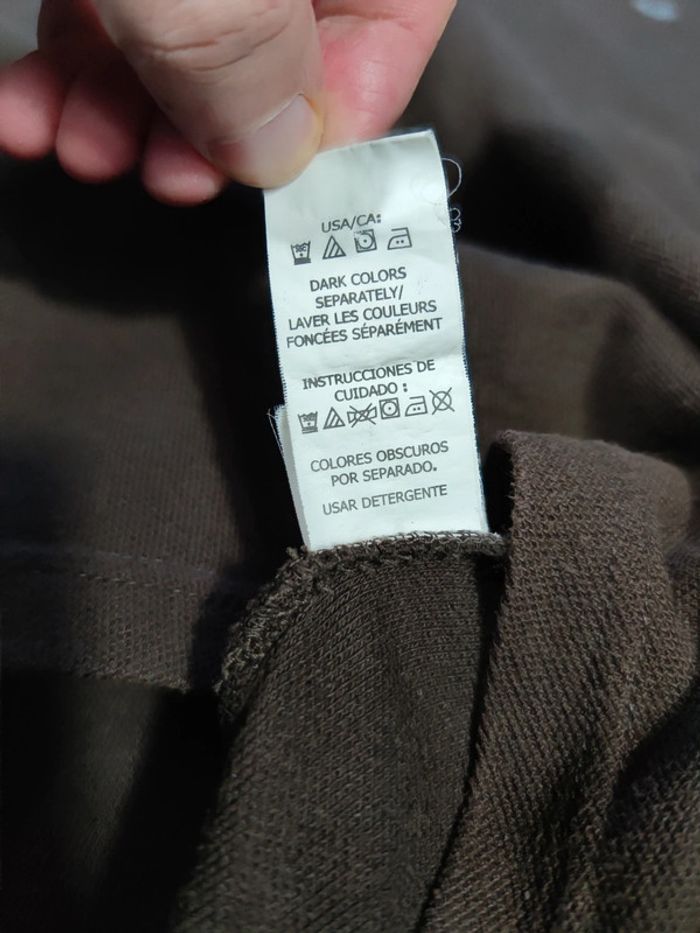 USA/CA:
DARK COLORS
SEPARATELY/
LAVER LES COULEURS
FONCÉES SÉPARÉMENT
INSTRUCCIONES DE
CUIDADO :
COLORES OBSCUROS
POR SEPARADO.
USAR DETERGENTE